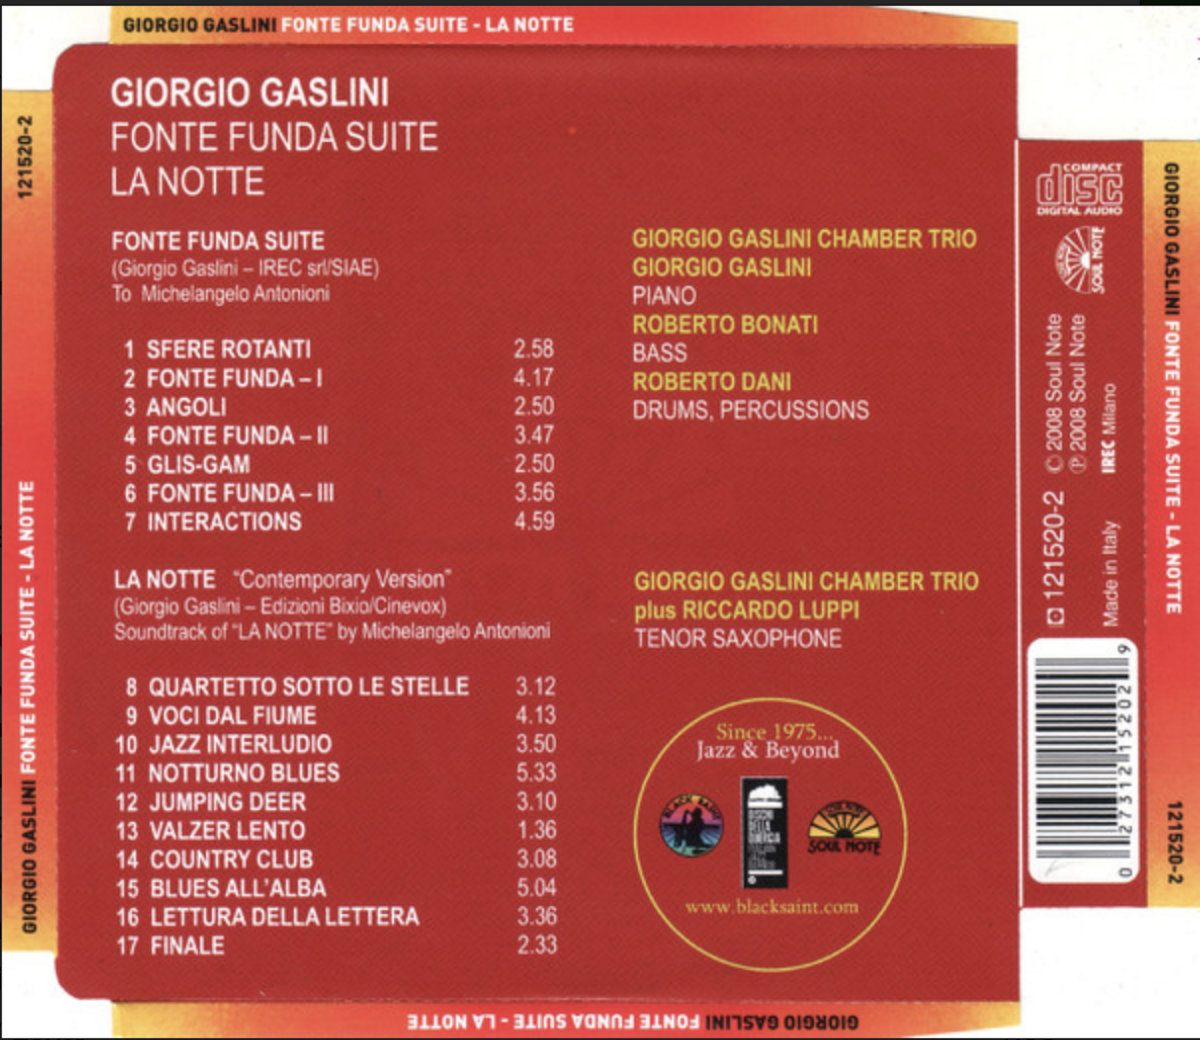 GIORGIO GASLINI FONTE FUNDA SUITE - LA NOTTE
GIORGIO GASLINI
FONTE FUNDA SUITE
LA NOTTE
FONTE FUNDA SUITE
(Giorgio Gaslini – IREC srl/SIAE)
To Michelangelo Antonioni
1 SFERE ROTANTI 2.58
2 FONTE FUNDA – I 4.17
3 ANGOLI 2.50
4 FONTE FUNDA – II 3.47
5 GLIS-GAM 2.50
6 FONTE FUNDA – III 3.56
7 INTERACTIONS 4.59
LA NOTTE "Contemporary Version"
(Giorgio Gaslini – Edizioni Bixio/Cinevox)
Soundtrack of "LA NOTTE" by Michelangelo Antonioni
8 QUARTETTO SOTTO LE STELLE 3.12
9 VOCI DAL FIUME 4.13
10 JAZZ INTERLUDIO 3.50
11 NOTTURNO BLUES 5.33
12 JUMPING DEER 3.10
13 VALZER LENTO 1.36
14 COUNTRY CLUB 3.08
15 BLUES ALL'ALBA 5.04
16 LETTURA DELLA LETTERA 3.36
17 FINALE 2.33
GIORGIO GASLINI CHAMBER TRIO
GIORGIO GASLINI
PIANO
ROBERTO BONATI
BASS
ROBERTO DANI
DRUMS, PERCUSSIONS
GIORGIO GASLINI CHAMBER TRIO
plus RICCARDO LUPPI
TENOR SAXOPHONE
Since 1975...
Jazz & Beyond
BLACK SAINT
SOUL NOTE
www.blacksaint.com
COMPACT
disc
DIGITAL AUDIO
SOUL NOTE
© 2008 Soul Note
℗ 2008 Soul Note
IREC Milano
121520-2
Made in Italy
0 27312 15202 9
GIORGIO GASLINI FONTE FUNDA SUITE - LA NOTTE
121520-2
121520-2
GIORGIO GASLINI FONTE FUNDA SUITE - LA NOTTE
GIORGIO GASLINI FONTE FUNDA SUITE - LA NOTTE